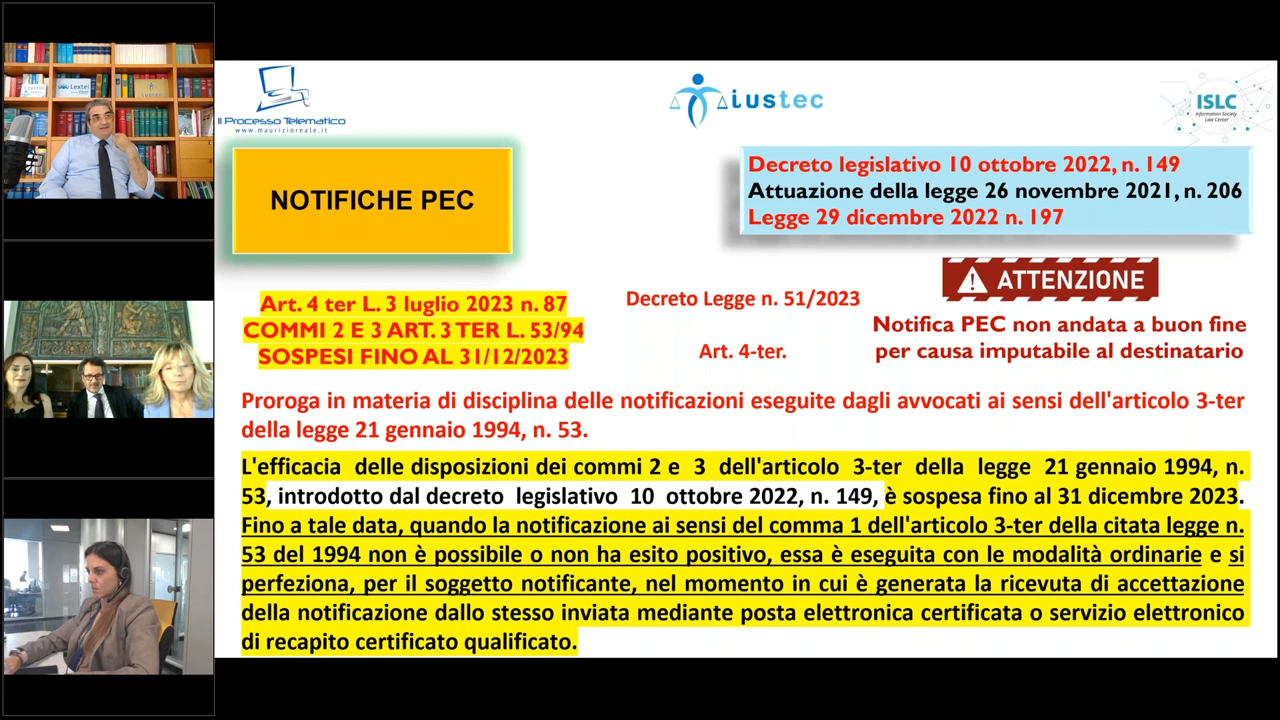 Il Processo Telematico
www.maurizioreale.it
iustec
ISLC
Information Society
Law Center
NOTIFICHE PEC
Decreto legislativo 10 ottobre 2022, n. 149
Attuazione della legge 26 novembre 2021, n. 206
Legge 29 dicembre 2022 n. 197
ATTENZIONE
Art. 4 ter L. 3 luglio 2023 n. 87
COMMI 2 E 3 ART. 3 TER L. 53/94
SOSPESI FINO AL 31/12/2023
Decreto Legge n. 51/2023
Art. 4-ter.
Notifica PEC non andata a buon fine
per causa imputabile al destinatario
Proroga in materia di disciplina delle notificazioni eseguite dagli avvocati ai sensi dell'articolo 3-ter
della legge 21 gennaio 1994, n. 53.
L'efficacia delle disposizioni dei commi 2 e 3 dell'articolo 3-ter della legge 21 gennaio 1994, n.
53, introdotto dal decreto legislativo 10 ottobre 2022, n. 149, è sospesa fino al 31 dicembre 2023.
Fino a tale data, quando la notificazione ai sensi del comma 1 dell'articolo 3-ter della citata legge n.
53 del 1994 non è possibile o non ha esito positivo, essa è eseguita con le modalità ordinarie e si
perfeziona, per il soggetto notificante, nel momento in cui è generata la ricevuta di accettazione
della notificazione dallo stesso inviata mediante posta elettronica certificata o servizio elettronico
di recapito certificato qualificato.
Lextel